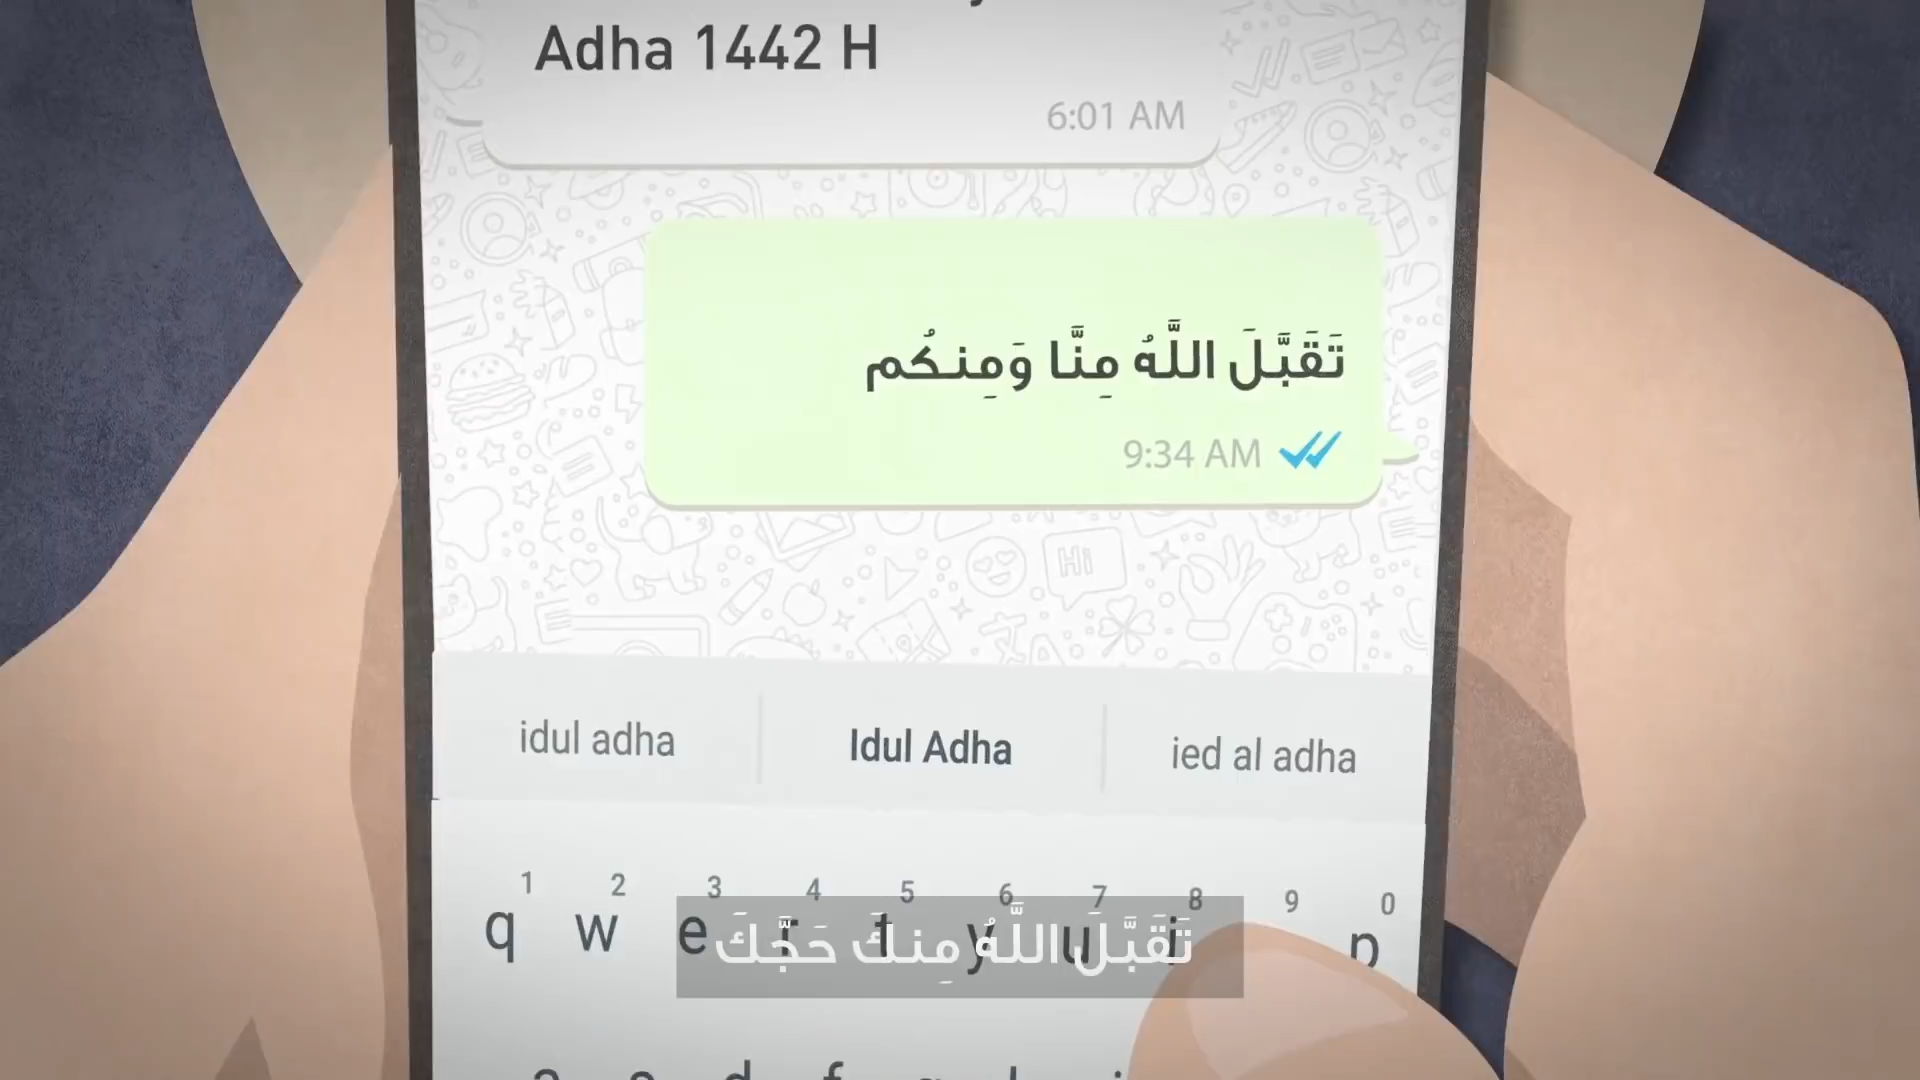 Adha 1442 H
6:01 AM
تَقَبَّلَ اللَّهُ مِنَّا وَمِنكُم
9:34 AM
Hi
idul adha Idul Adha ied al adha
1 2 3 4 5 6 7 8 9 0
q w e r t y u i p
تَقَبَّلَ اللَّهُ مِنكَ حَجَّكَ